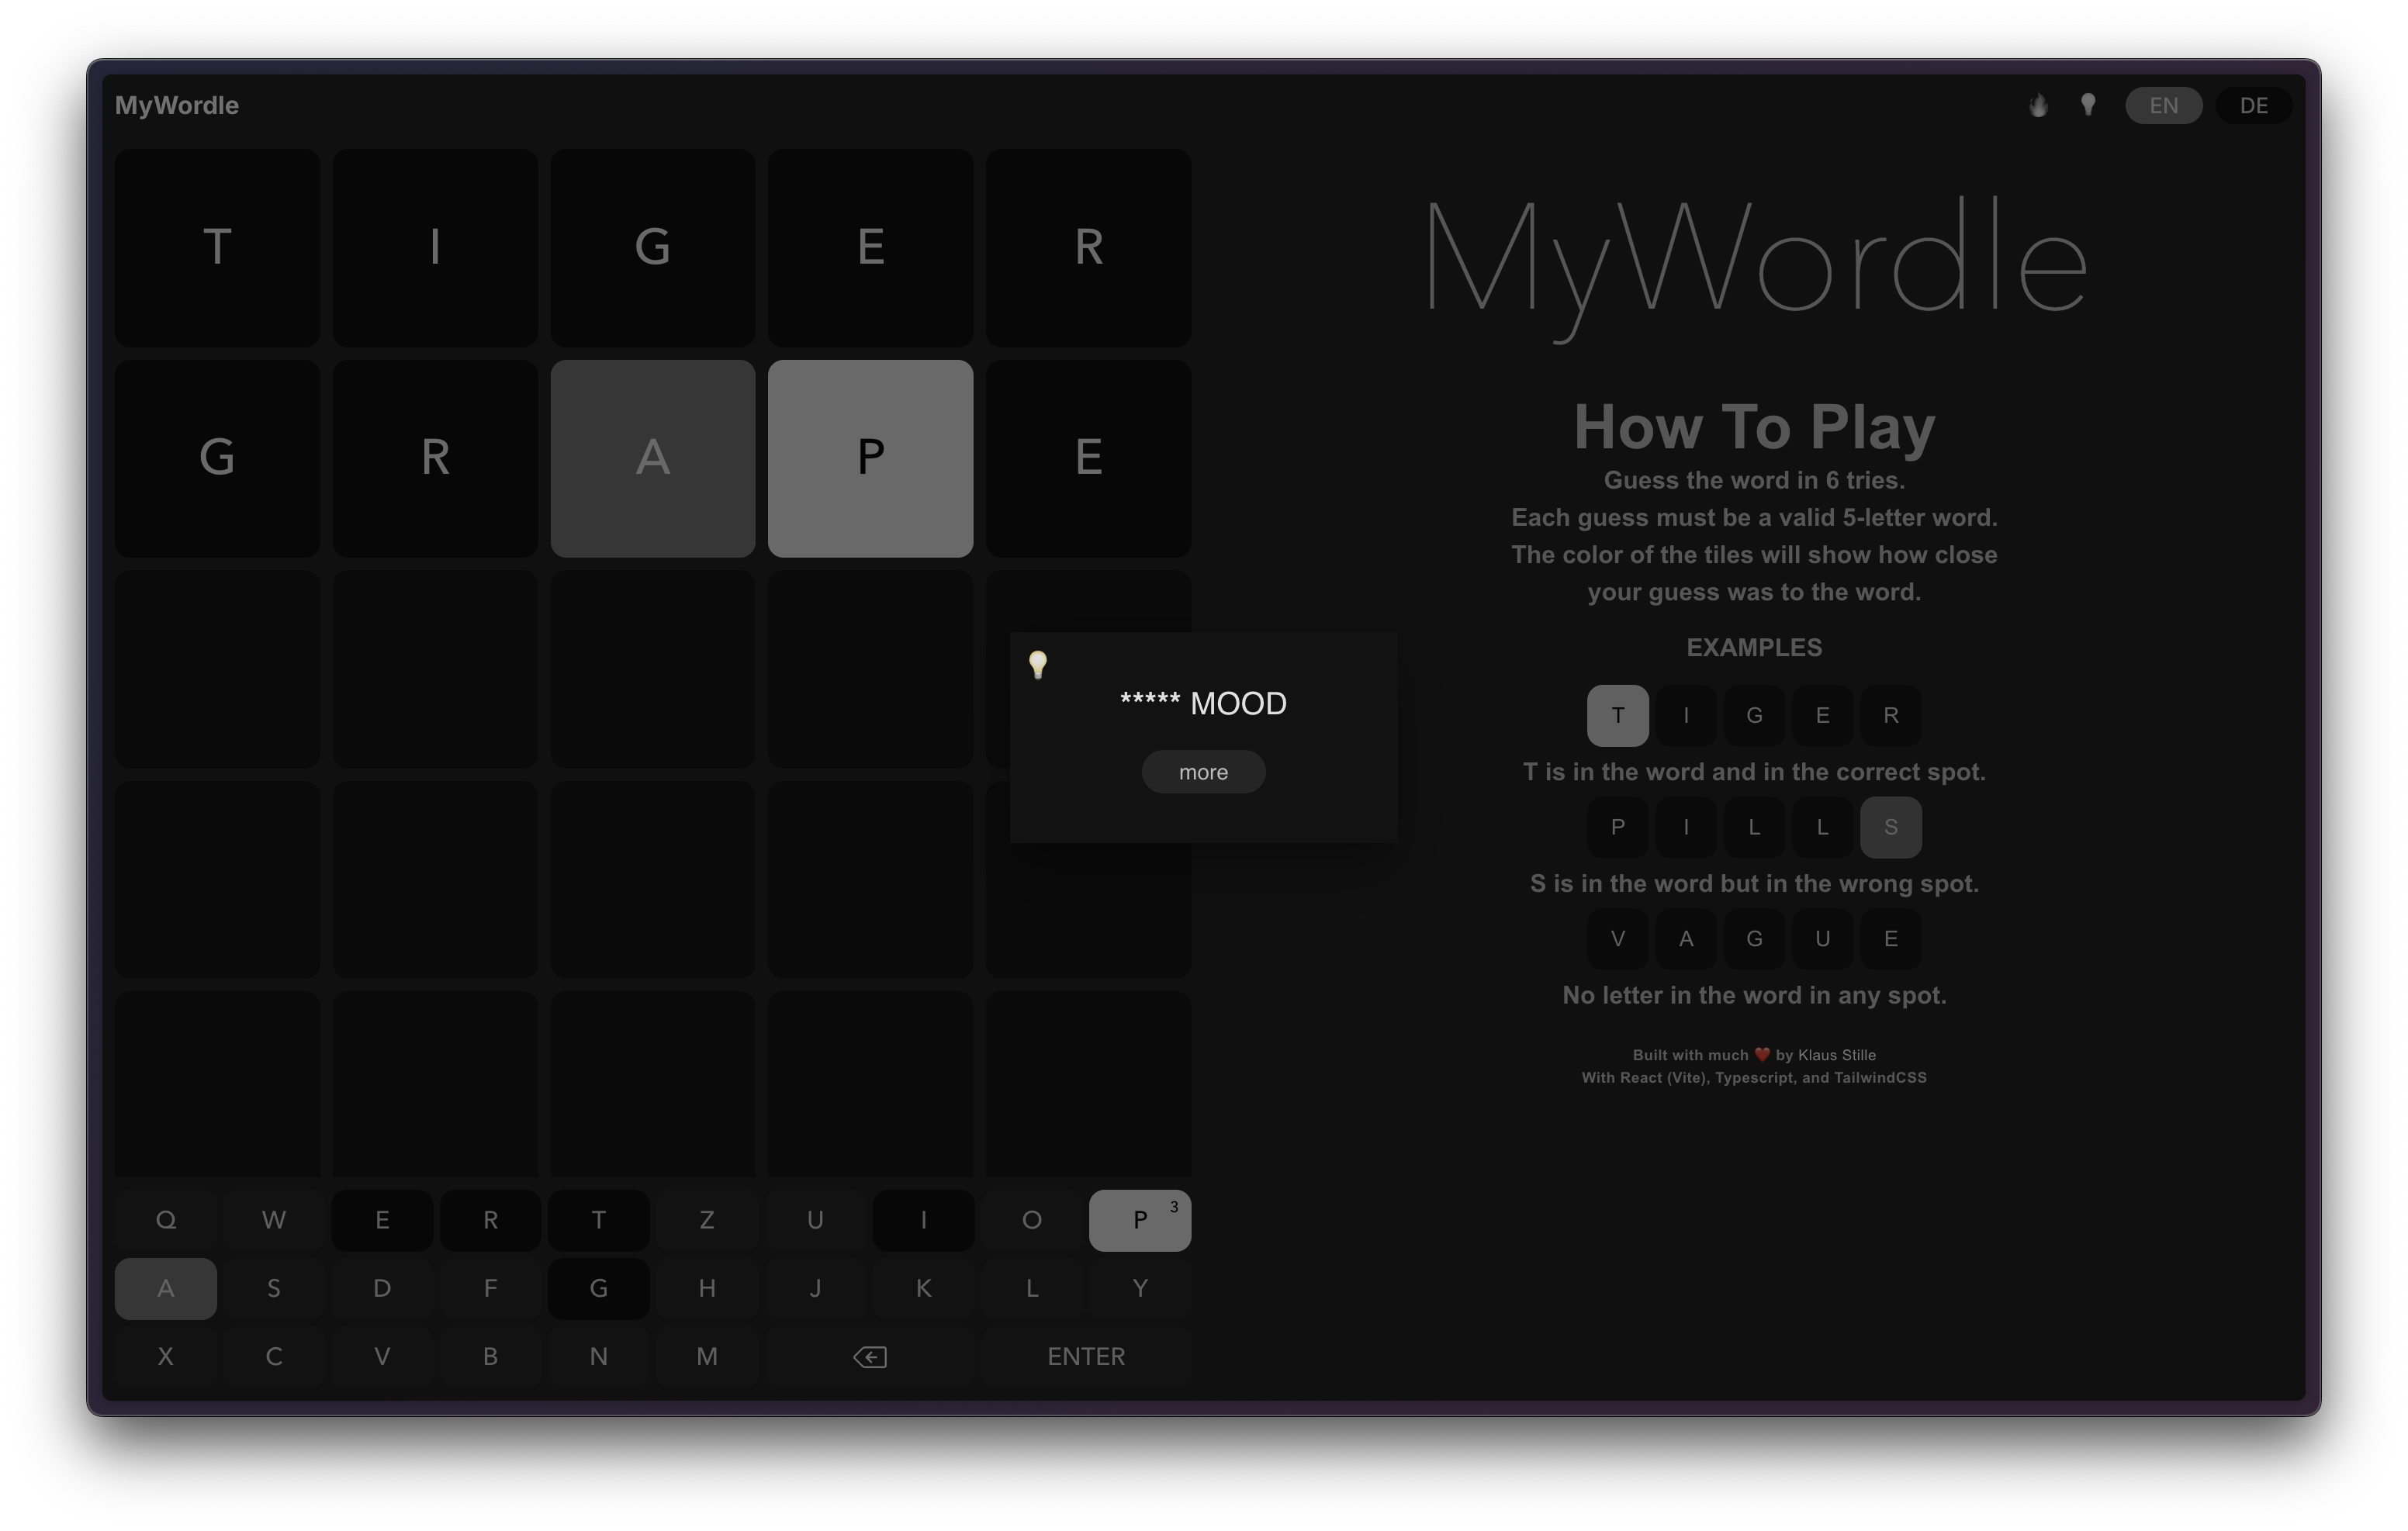 MyWordle
EN DE
T I G E R
G R A P E
MyWordle
How To Play
Guess the word in 6 tries.
Each guess must be a valid 5-letter word.
The color of the tiles will show how close
your guess was to the word.
EXAMPLES
T I G E R
T is in the word and in the correct spot.
P I L L S
S is in the word but in the wrong spot.
V A G U E
No letter in the word in any spot.
Built with much ❤️ by Klaus Stille
With React (Vite), Typescript, and TailwindCSS
***** MOOD
more
Q W E R T Z U I O P 3
A S D F G H J K L Y
X C V B N M ENTER